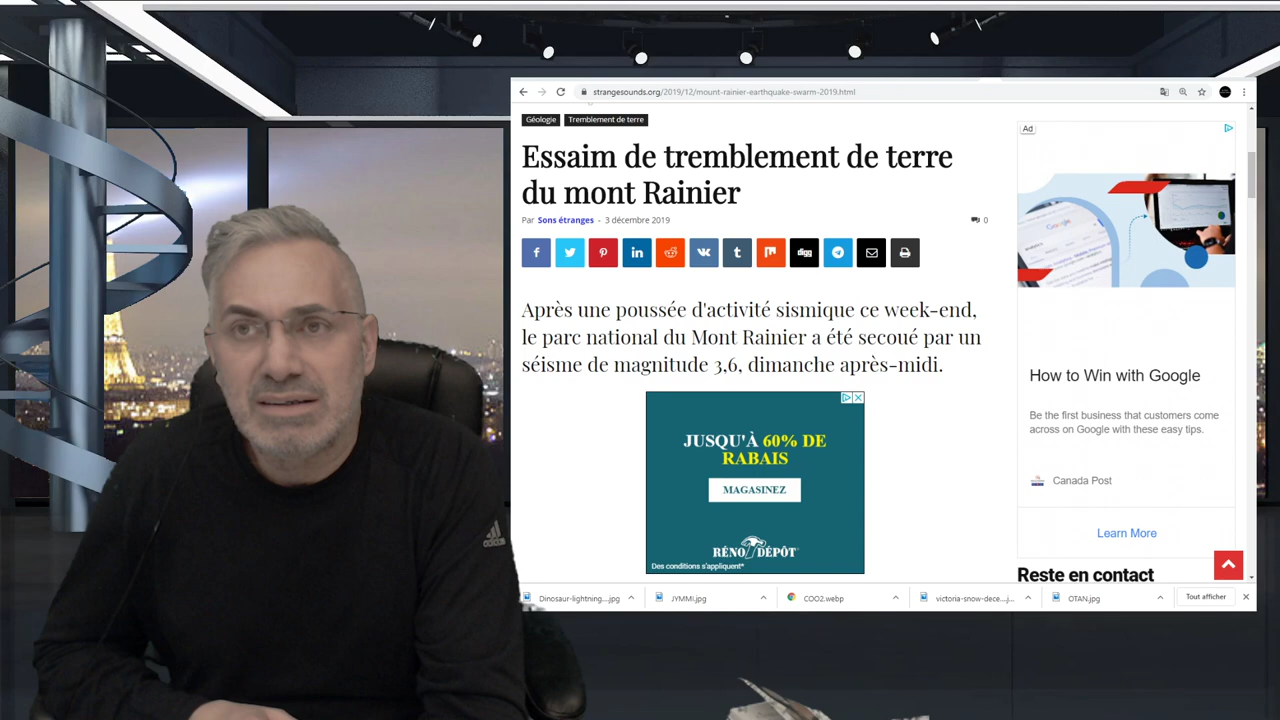 strangesounds.org/2019/12/mount-rainier-earthquake-swarm-2019.html
Géologie Tremblement de terre
Essaim de tremblement de terre
du mont Rainier
Par Sons étranges - 3 décembre 2019 0
digg
Après une poussée d'activité sismique ce week-end,
le parc national du Mont Rainier a été secoué par un
séisme de magnitude 3,6, dimanche après-midi.
JUSQU'À 60% DE
RABAIS
MAGASINEZ
RÉNO DÉPÔT
Des conditions s'appliquent*
Ad
Google
How to Win with Google
Be the first business that customers come
across on Google with these easy tips.
Canada Post
Learn More
Reste en contact
Dinosaur-lightning....jpg JYMM!.jpg COO2.webp victoria-snow-dece....j... OTAN.jpg Tout afficher
adidas